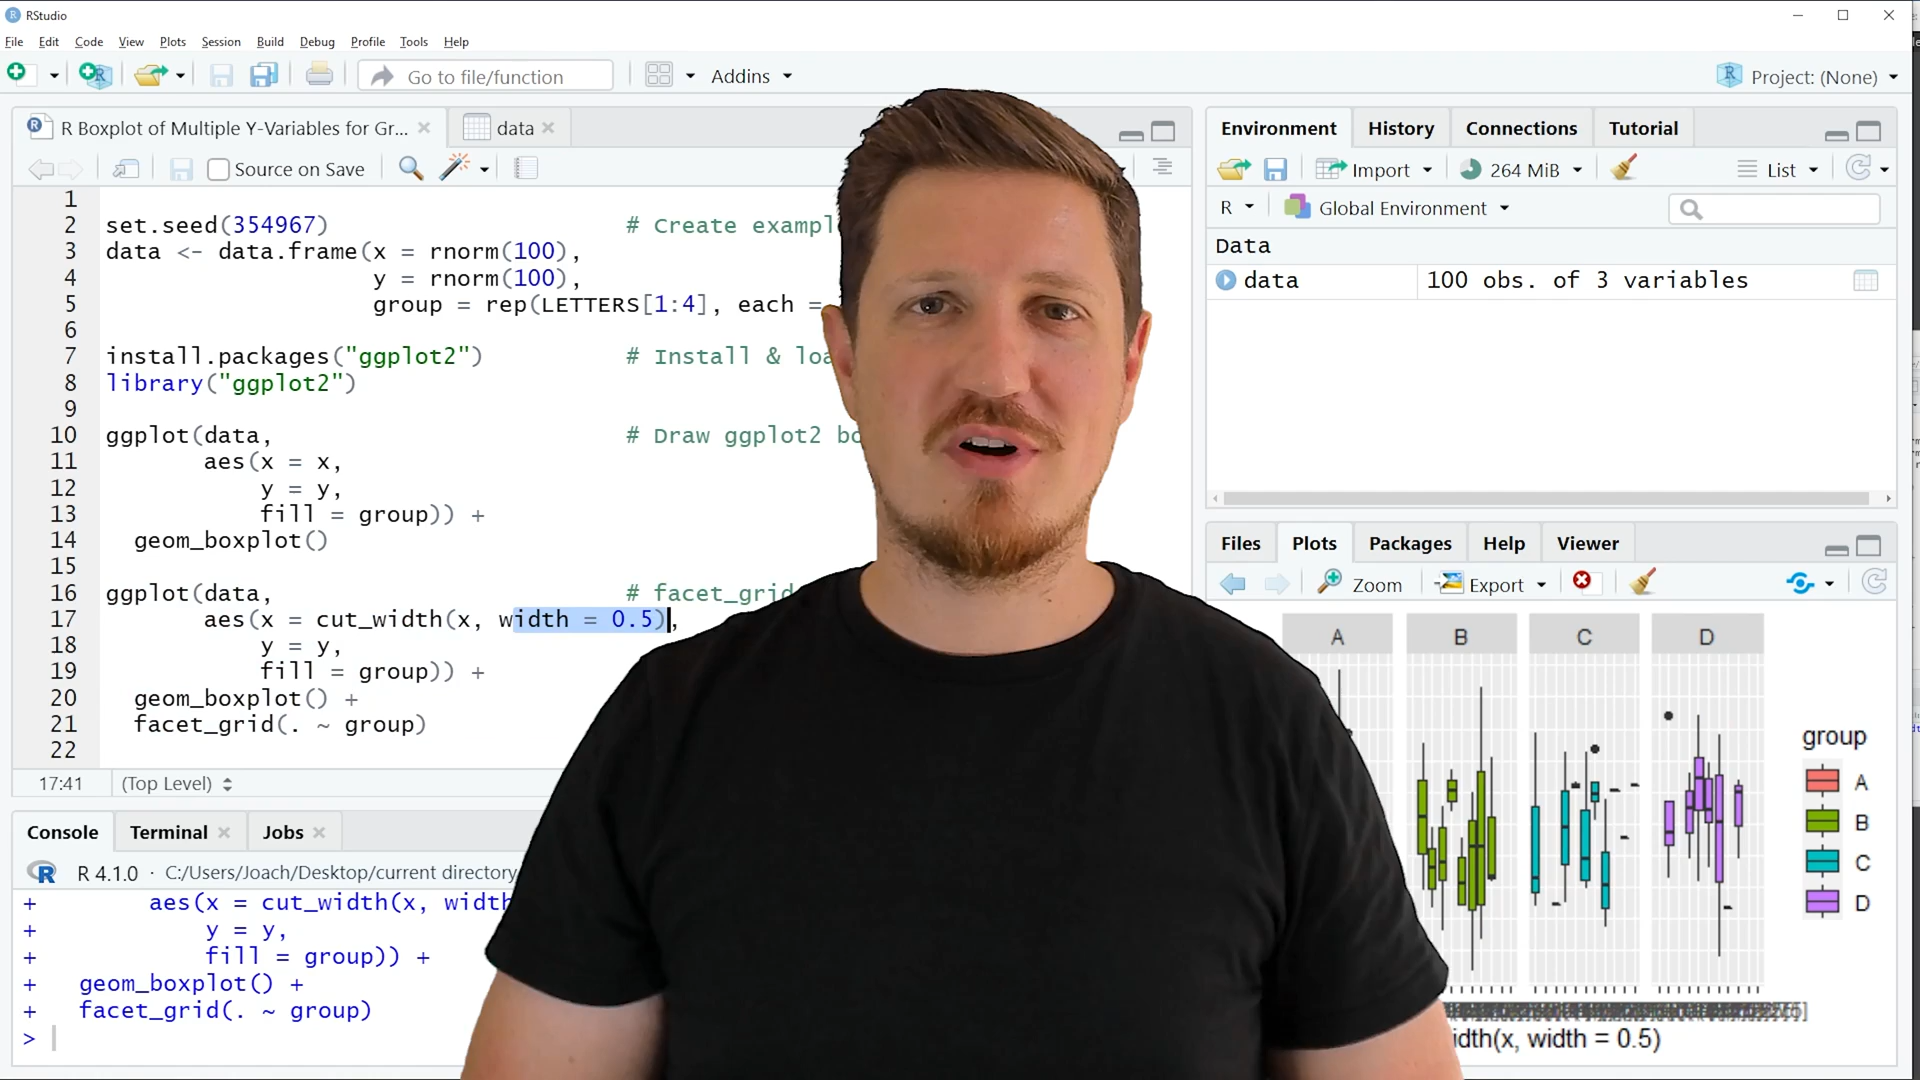 RStudio
File Edit Code View Plots Session Build Debug Profile Tools Help
Go to file/function Addins Project: (None)
R Boxplot of Multiple Y-Variables for Gr... data
Source on Save
1
2 set.seed(354967) # Create exampl
3 data <- data.frame(x = rnorm(100),
4 y = rnorm(100),
5 group = rep(LETTERS[1:4], each =
6
7 install.packages("ggplot2") # Install & loa
8 library("ggplot2")
9
10 ggplot(data, # Draw ggplot2 bo
11 aes(x = x,
12 y = y,
13 fill = group)) +
14 geom_boxplot()
15
16 ggplot(data, # facet_grid
17 aes(x = cut_width(x, width = 0.5),
18 y = y,
19 fill = group)) +
20 geom_boxplot() +
21 facet_grid(. ~ group)
22
17:41 (Top Level)
Console Terminal Jobs
R 4.1.0 · C:/Users/Joach/Desktop/current directory
+ aes(x = cut_width(x, width
+ y = y,
+ fill = group)) +
+ geom_boxplot() +
+ facet_grid(. ~ group)
>
Environment History Connections Tutorial
Import 264 MiB List
R Global Environment
Data
data 100 obs. of 3 variables
Files Plots Packages Help Viewer
Zoom Export
A B C D
group
A
B
C
D
idth(x, width = 0.5)